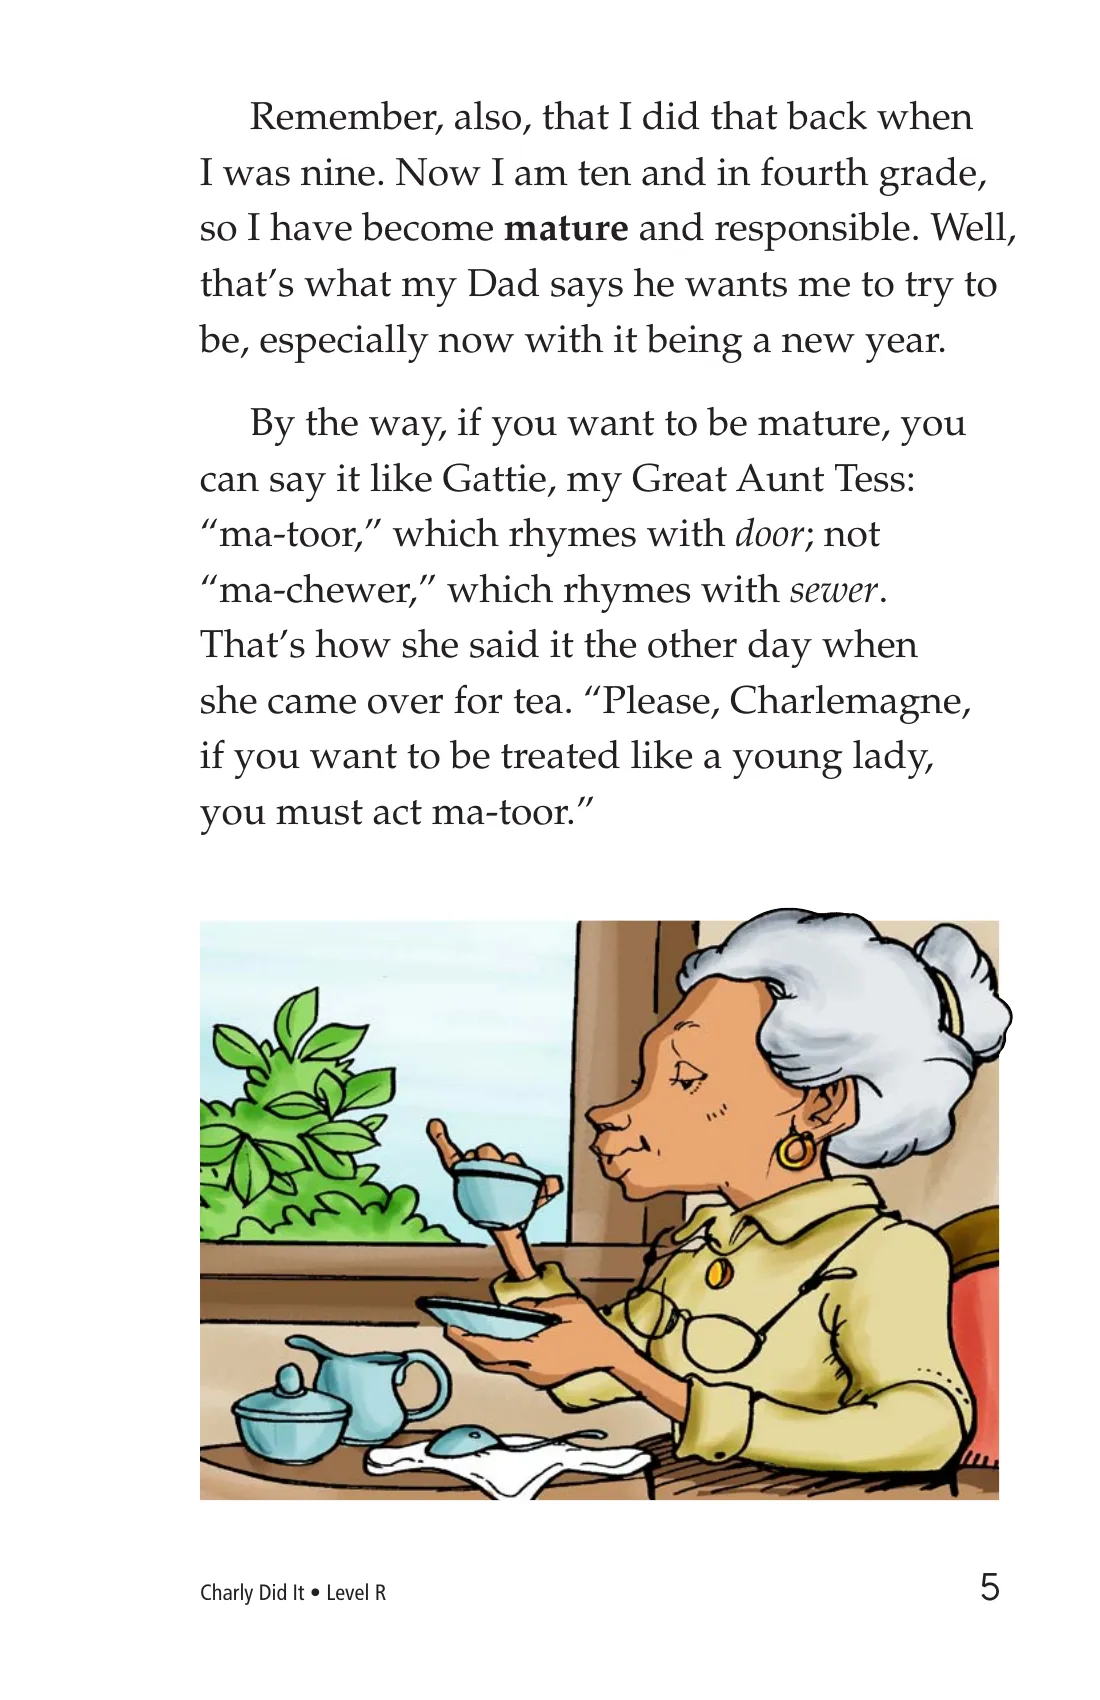 Remember, also, that I did that back when
I was nine. Now I am ten and in fourth grade,
so I have become mature and responsible. Well,
that’s what my Dad says he wants me to try to
be, especially now with it being a new year.
By the way, if you want to be mature, you
can say it like Gattie, my Great Aunt Tess:
“ma-toor,” which rhymes with door; not
“ma-chewer,” which rhymes with sewer.
That’s how she said it the other day when
she came over for tea. “Please, Charlemagne,
if you want to be treated like a young lady,
you must act ma-toor.”
Charly Did It • Level R
5